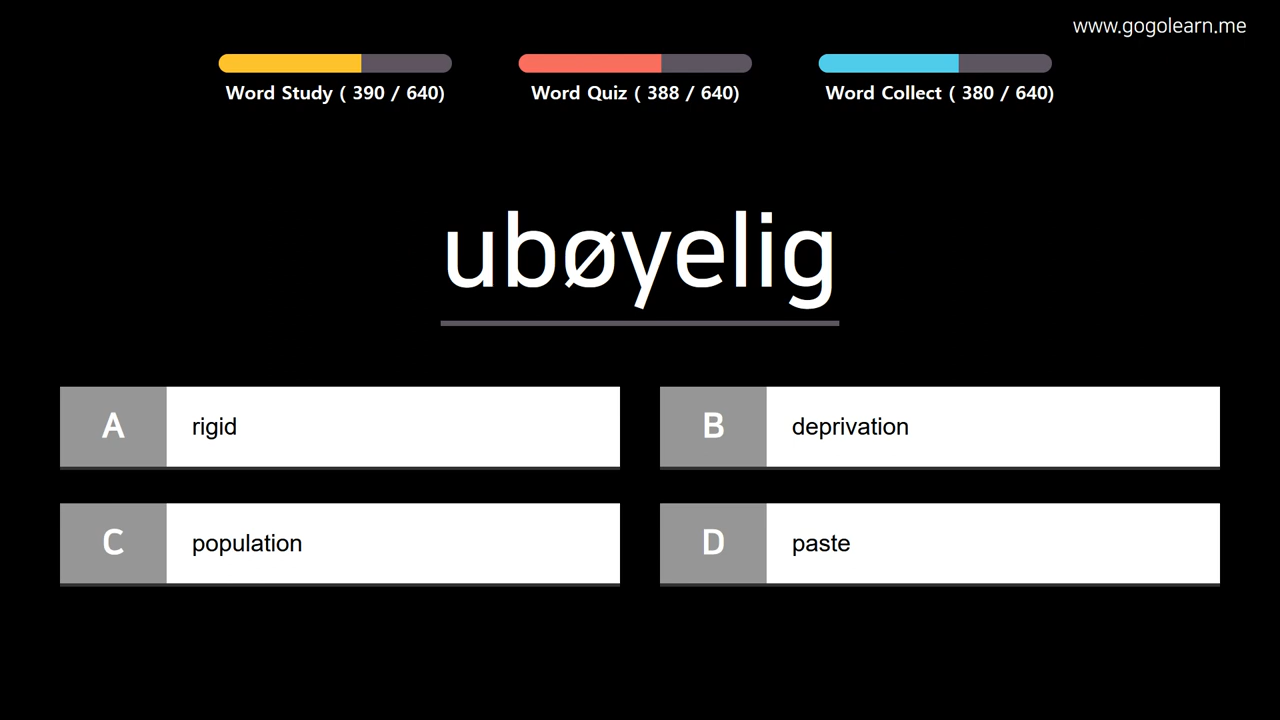 www.gogolearn.me
Word Study ( 390 / 640)
Word Quiz ( 388 / 640)
Word Collect ( 380 / 640)
ubøyelig
A rigid
B deprivation
C population
D paste